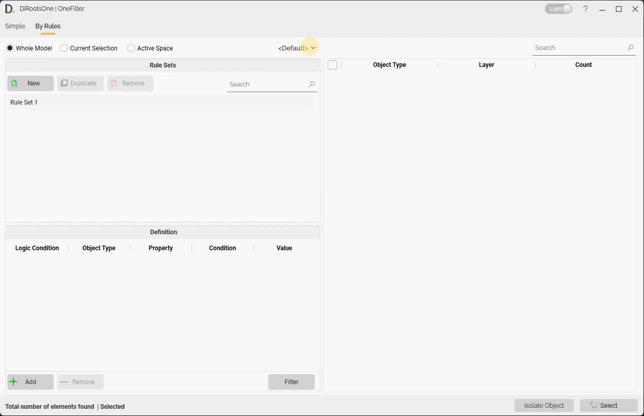 DiRootsOne | OneFilter
Light
Simple By Rules
Whole Model Current Selection Active Space <Default>
Search
Rule Sets
New Duplicate Remove Search
Rule Set 1
Object Type Layer Count
Definition
Logic Condition Object Type Property Condition Value
Add Remove Filter
Total number of elements found | Selected
Isolate Object Select